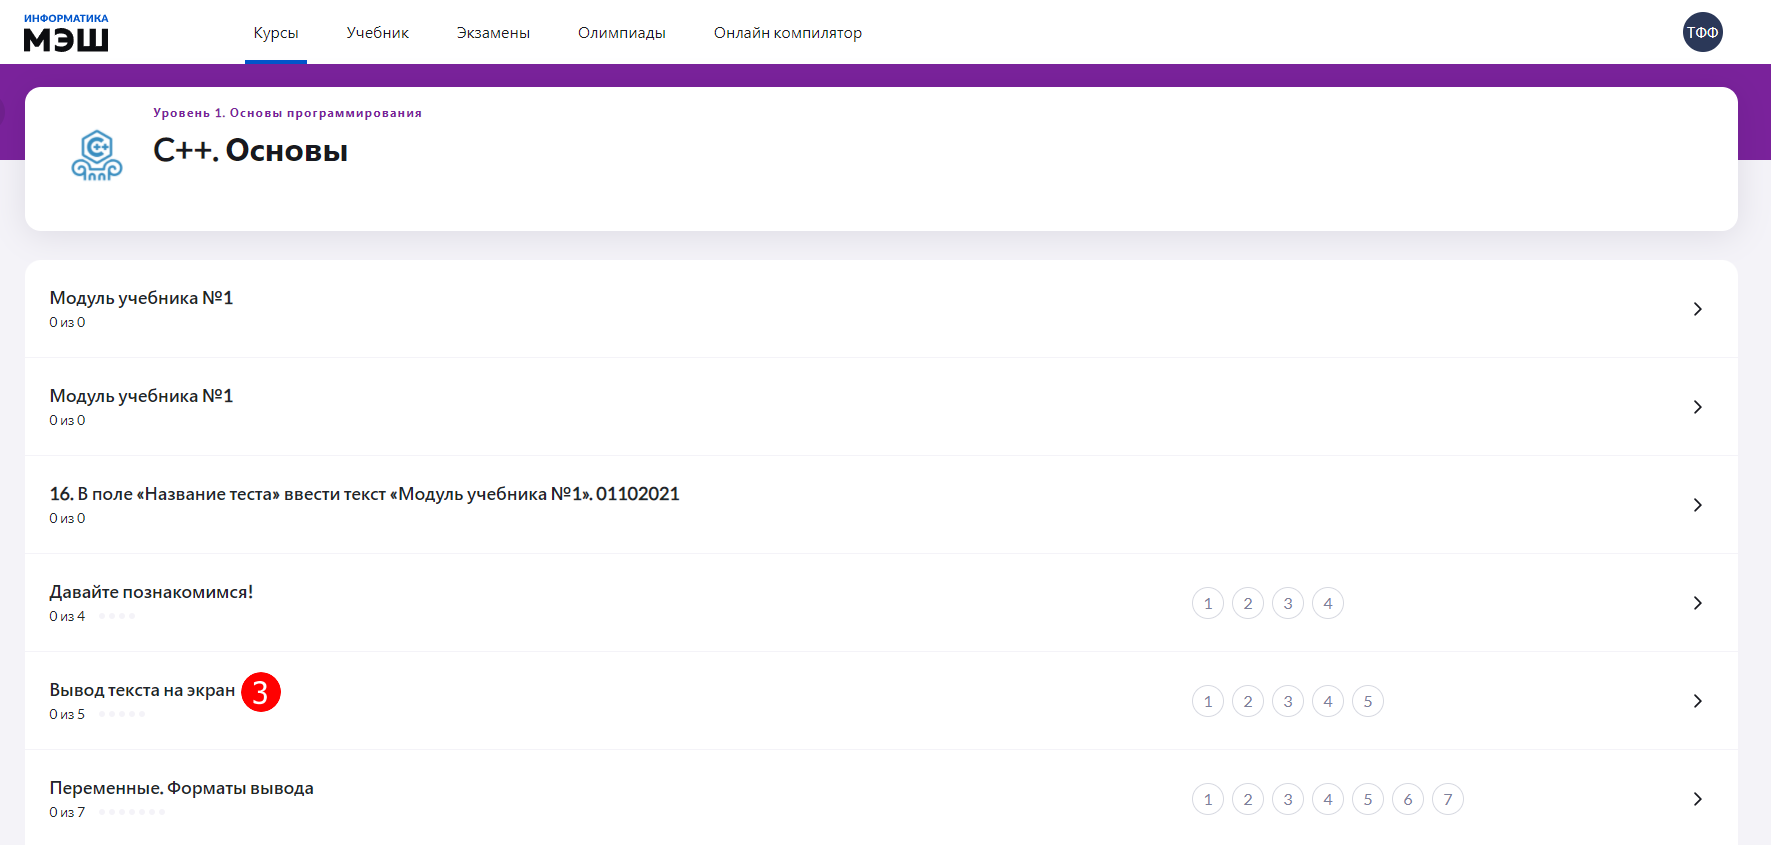 ИНФОРМАТИКА
МЭШ
Курсы Учебник Экзамены Олимпиады Онлайн компилятор
ТФФ
Уровень 1. Основы программирования
C++
C++. Основы
Модуль учебника №1
0 из 0
Модуль учебника №1
0 из 0
16. В поле «Название теста» ввести текст «Модуль учебника №1». 01102021
0 из 0
Давайте познакомимся!
0 из 4
1 2 3 4
Вывод текста на экран 3
0 из 5
1 2 3 4 5
Переменные. Форматы вывода
0 из 7
1 2 3 4 5 6 7